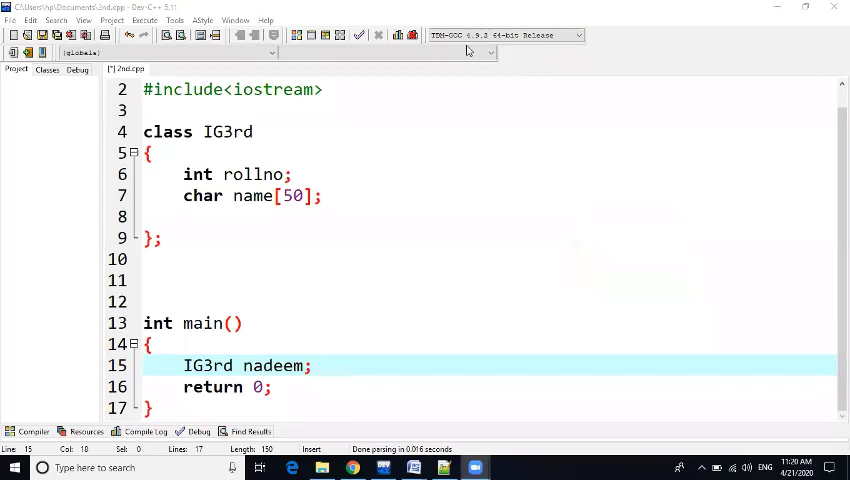 C:\Users\hp\Documents\2nd.cpp - Dev-C++ 5.11
File Edit Search View Project Execute Tools AStyle Window Help
TDM-GCC 4.9.2 64-bit Release
(globals)
Project Classes Debug [*] 2nd.cpp
2 #include<iostream>
3
4 class IG3rd
5 {
6 int rollno;
7 char name[50];
8
9 };
10
11
12
13 int main()
14 {
15 IG3rd nadeem;
16 return 0;
17 }
Compiler Resources Compile Log Debug Find Results
Line: 15 Col: 18 Sel: 0 Lines: 17 Length: 150 Insert Done parsing in 0.016 seconds
Type here to search DEV ENG 11:20 AM
4/21/2020